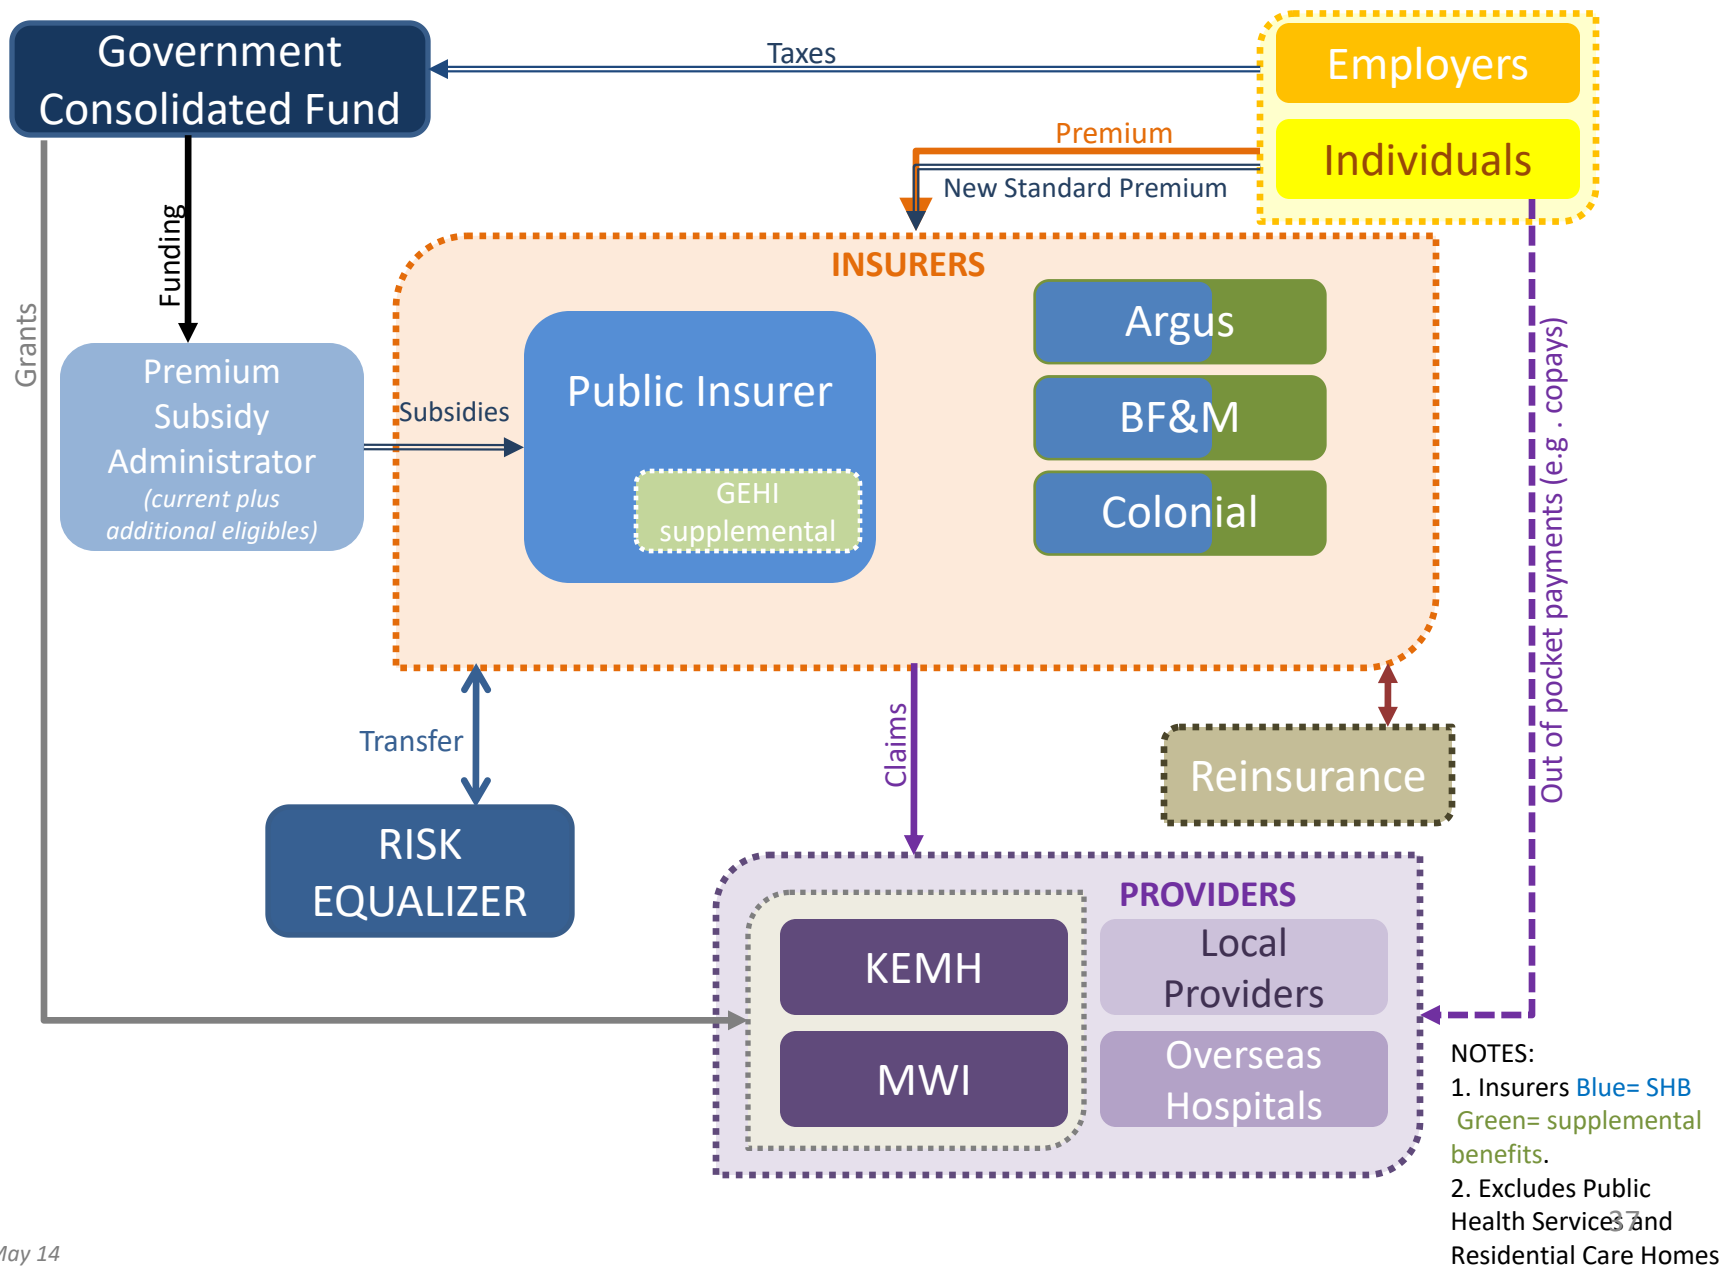 Government
Consolidated Fund
Taxes
Employers
Individuals
Premium
New Standard Premium
Funding
Grants
INSURERS
Premium
Subsidy
Administrator
(current plus
additional eligibles)
Subsidies
Public Insurer
GEHI
supplemental
Argus
BF&M
Colonial
Out of pocket payments (e.g . copays)
Transfer
Claims
Reinsurance
RISK
EQUALIZER
PROVIDERS
KEMH
MWI
Local
Providers
Overseas
Hospitals
NOTES:
1. Insurers Blue= SHB
Green= supplemental
benefits.
2. Excludes Public
Health Services and
Residential Care Homes
37
May 14